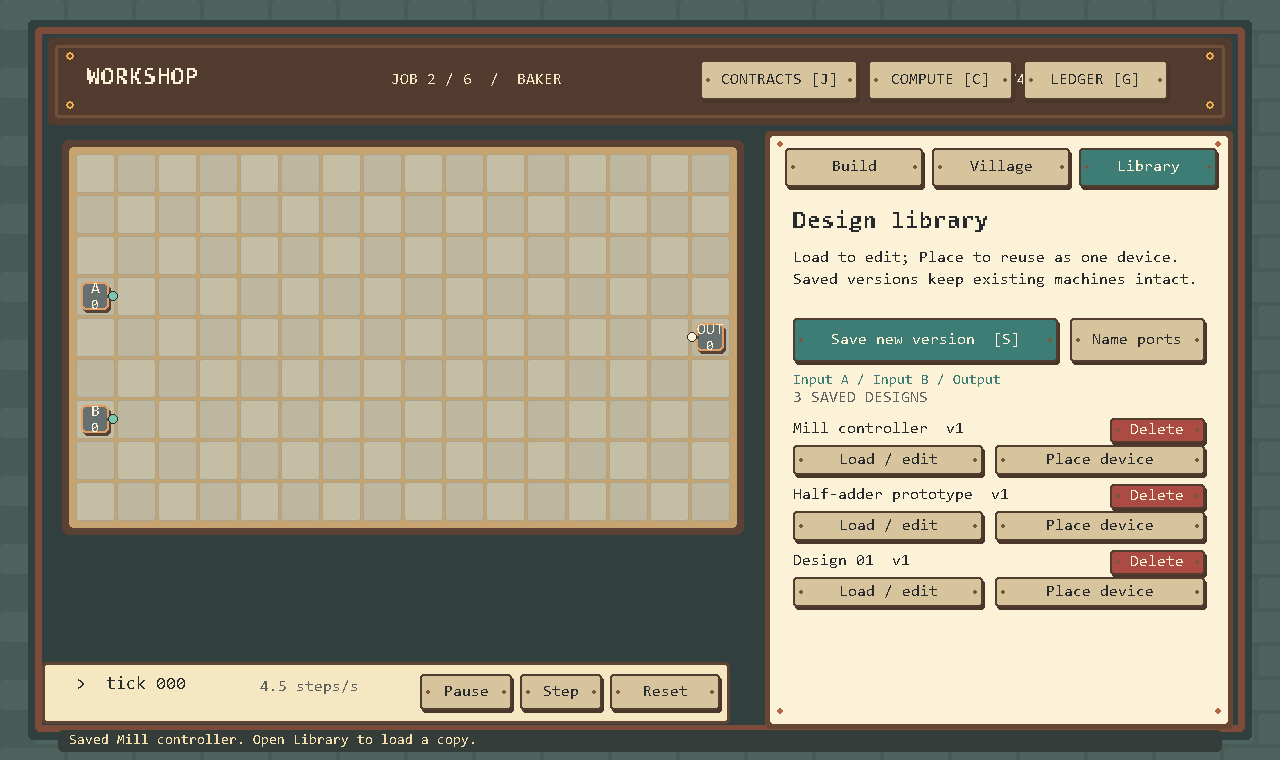 WORKSHOP
JOB 2 / 6 / BAKER
CONTRACTS [J]
COMPUTE [C]
LEDGER [G]
Build
Village
Library
Design library
Load to edit; Place to reuse as one device.
Saved versions keep existing machines intact.
Save new version [S]
Name ports
Input A / Input B / Output
3 SAVED DESIGNS
Mill controller v1
Delete
Load / edit
Place device
Half-adder prototype v1
Delete
Load / edit
Place device
Design 01 v1
Delete
Load / edit
Place device
A
0
OUT
0
B
0
> tick 000
4.5 steps/s
Pause
Step
Reset
Saved Mill controller. Open Library to load a copy.